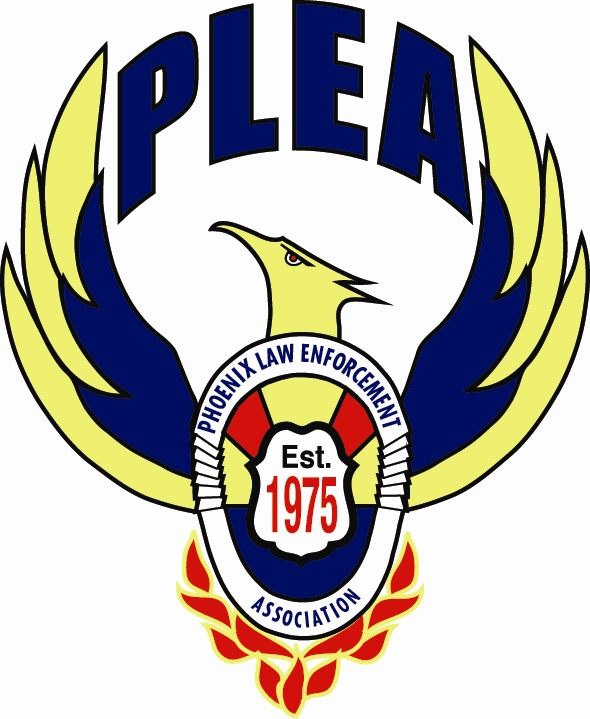 PLEA
PHOENIX LAW ENFORCEMENT
Est.
1975
ASSOCIATION